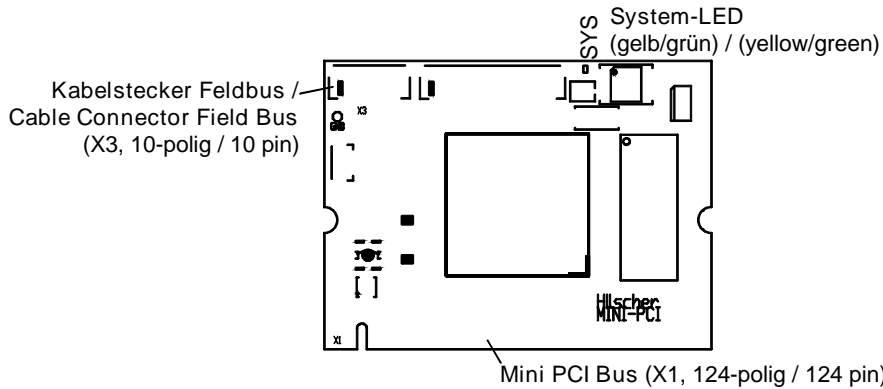 System-LED
(gelb/grün) / (yellow/green)
SYS
Kabelstecker Feldbus /
Cable Connector Field Bus
(X3, 10-polig / 10 pin)
X3
Hilscher
MINI-PCI
X1
Mini PCI Bus (X1, 124-polig / 124 pin)